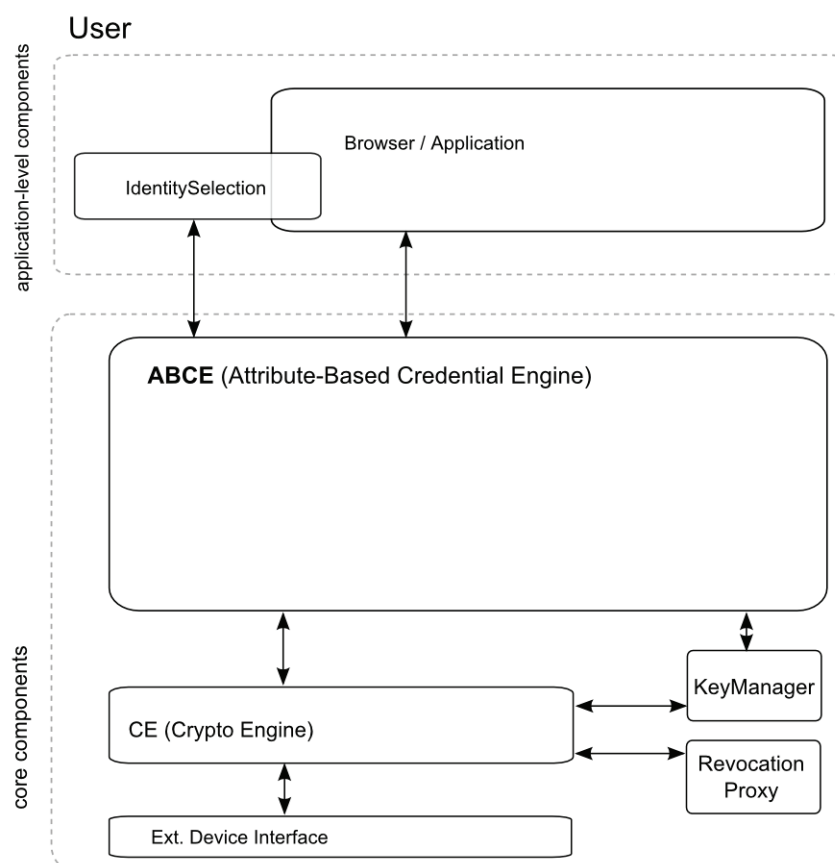 User
application-level components
Browser / Application
IdentitySelection
ABCE (Attribute-Based Credential Engine)
core components
KeyManager
CE (Crypto Engine)
Revocation
Proxy
Ext. Device Interface